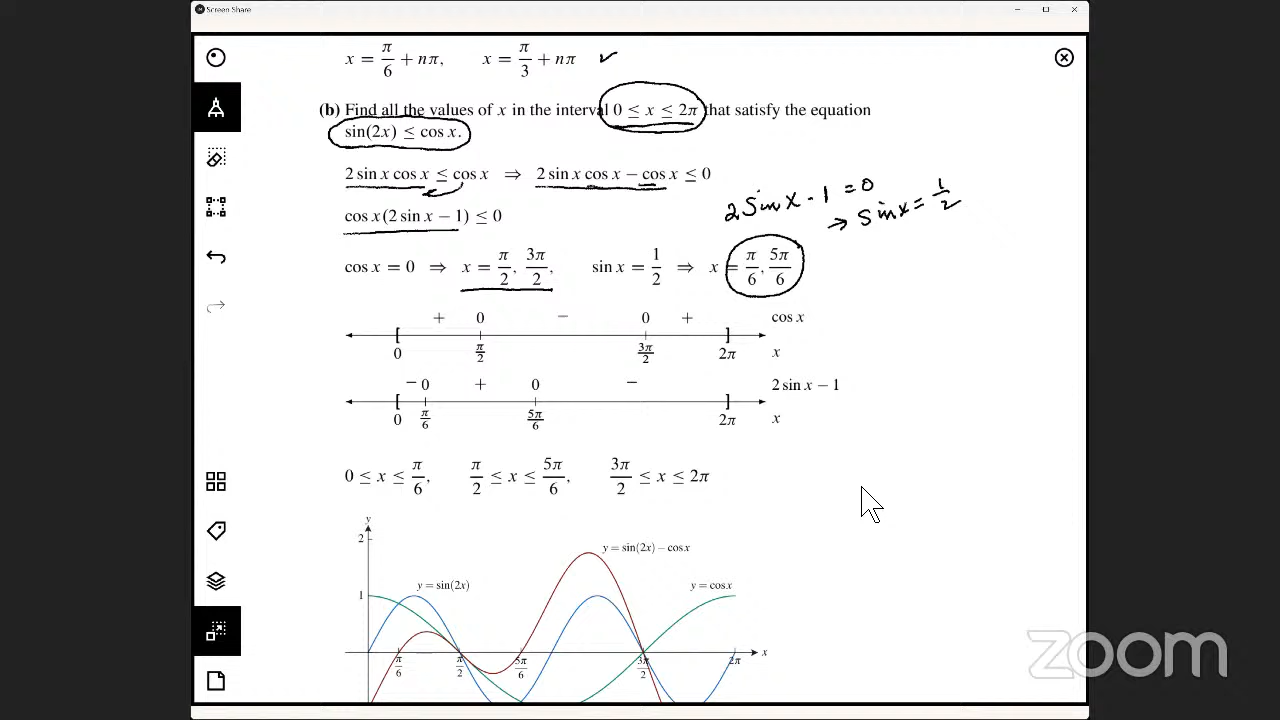 Screen Share
x = π/6 + nπ, x = π/3 + nπ ✓
(b) Find all the values of x in the interval 0 ≤ x ≤ 2π that satisfy the equation
sin(2x) ≤ cos x.
2 sin x cos x ≤ cos x ⇒ 2 sin x cos x − cos x ≤ 0
2 sin x - 1 = 0
→ sin x = 1/2
cos x(2 sin x − 1) ≤ 0
cos x = 0 ⇒ x = π/2, 3π/2, sin x = 1/2 ⇒ x = π/6, 5π/6
+ 0 − 0 + cos x
0 π/2 3π/2 2π x
− 0 + 0 − 2 sin x − 1
0 π/6 5π/6 2π x
0 ≤ x ≤ π/6, π/2 ≤ x ≤ 5π/6, 3π/2 ≤ x ≤ 2π
y
2
y = sin(2x) − cos x
y = sin(2x)
y = cos x
1
π/6 π/2 5π/6 3π/2 2π x
zoom